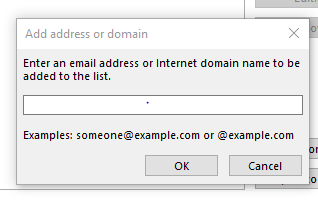 Add address or domain
Enter an email address or Internet domain name to be
added to the list.
Examples: someone@example.com or @example.com
OK
Cancel